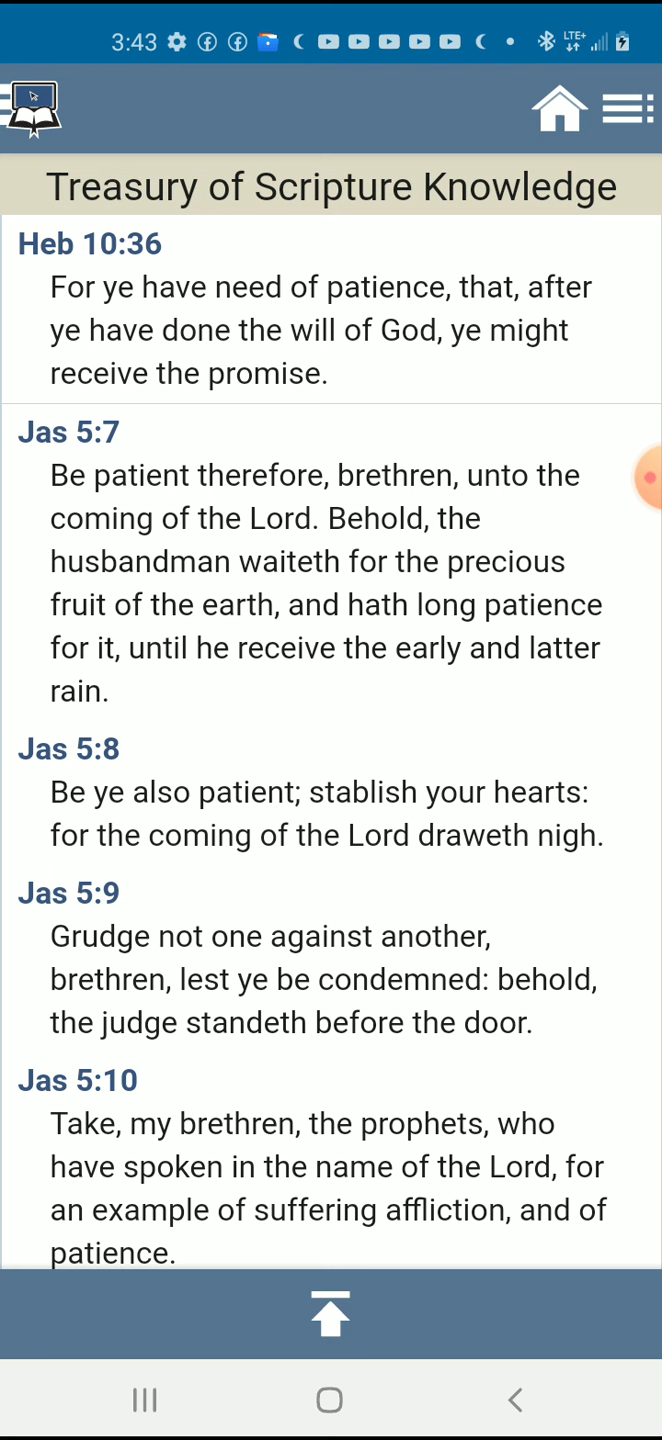 3:43
LTE+
Treasury of Scripture Knowledge
Heb 10:36
For ye have need of patience, that, after
ye have done the will of God, ye might
receive the promise.
Jas 5:7
Be patient therefore, brethren, unto the
coming of the Lord. Behold, the
husbandman waiteth for the precious
fruit of the earth, and hath long patience
for it, until he receive the early and latter
rain.
Jas 5:8
Be ye also patient; stablish your hearts:
for the coming of the Lord draweth nigh.
Jas 5:9
Grudge not one against another,
brethren, lest ye be condemned: behold,
the judge standeth before the door.
Jas 5:10
Take, my brethren, the prophets, who
have spoken in the name of the Lord, for
an example of suffering affliction, and of
patience.